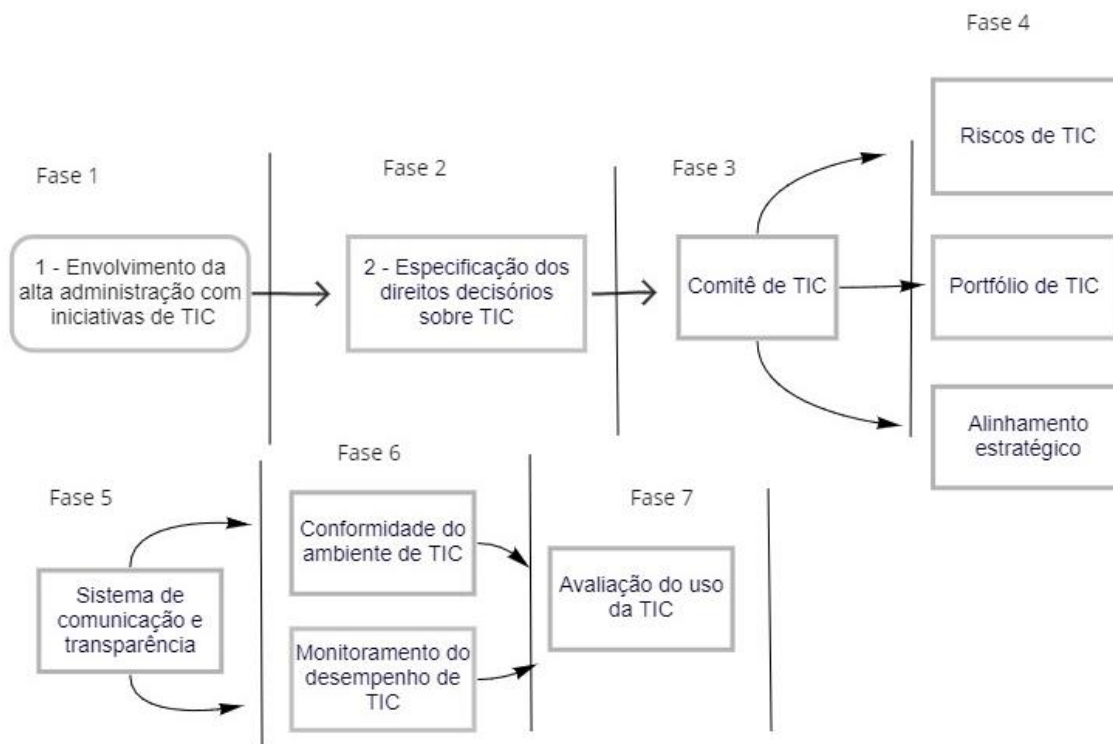 Fase 1
1 - Envolvimento da
alta administração com
iniciativas de TIC
Fase 2
2 - Especificação dos
direitos decisórios
sobre TIC
Fase 3
Comitê de TIC
Fase 4
Riscos de TIC
Portfólio de TIC
Alinhamento
estratégico
Fase 5
Sistema de
comunicação e
transparência
Fase 6
Conformidade do
ambiente de TIC
Monitoramento do
desempenho de
TIC
Fase 7
Avaliação do uso
da TIC